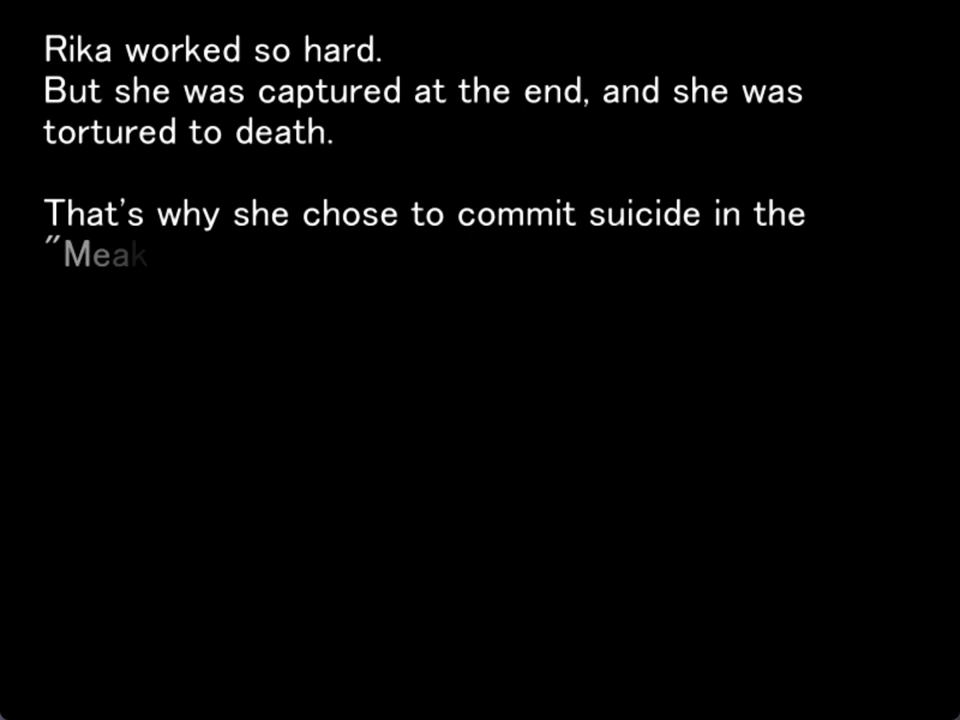 Rika worked so hard.
But she was captured at the end, and she was
tortured to death.
That's why she chose to commit suicide in the
"Meak